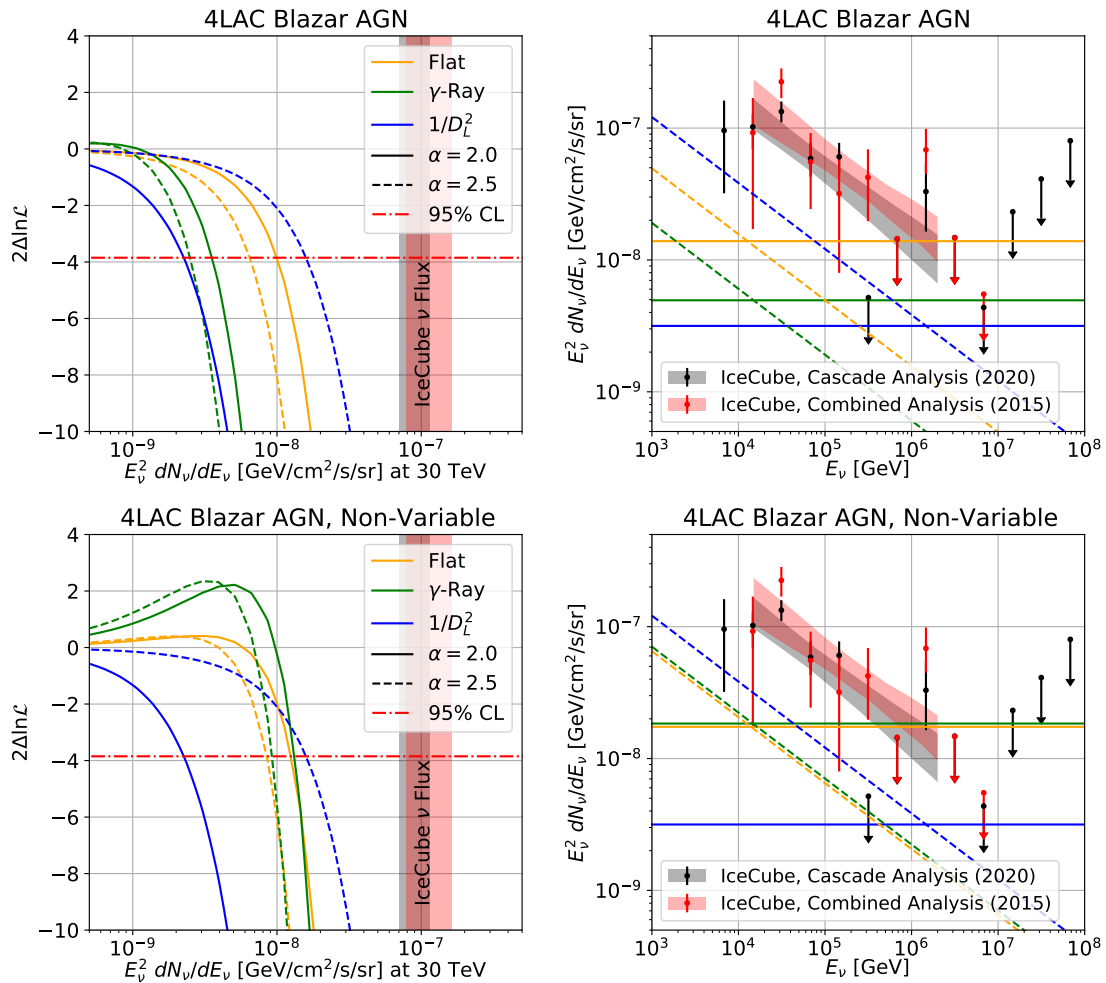 4LAC Blazar AGN
4
2
0
−2
−4
−6
−8
−10
2Δlnℒ
Flat
γ-Ray
1/D_L^2
α = 2.0
α = 2.5
95% CL
IceCube ν Flux
10^−9
10^−8
10^−7
E_ν^2 dN_ν/dE_ν [GeV/cm^2/s/sr] at 30 TeV
4LAC Blazar AGN
10^−7
10^−8
10^−9
E_ν^2 dN_ν/dE_ν [GeV/cm^2/s/sr]
IceCube, Cascade Analysis (2020)
IceCube, Combined Analysis (2015)
10^3
10^4
10^5
10^6
10^7
10^8
E_ν [GeV]
4LAC Blazar AGN, Non-Variable
4
2
0
−2
−4
−6
−8
−10
2Δlnℒ
Flat
γ-Ray
1/D_L^2
α = 2.0
α = 2.5
95% CL
IceCube ν Flux
10^−9
10^−8
10^−7
E_ν^2 dN_ν/dE_ν [GeV/cm^2/s/sr] at 30 TeV
4LAC Blazar AGN, Non-Variable
10^−7
10^−8
10^−9
E_ν^2 dN_ν/dE_ν [GeV/cm^2/s/sr]
IceCube, Cascade Analysis (2020)
IceCube, Combined Analysis (2015)
10^3
10^4
10^5
10^6
10^7
10^8
E_ν [GeV]